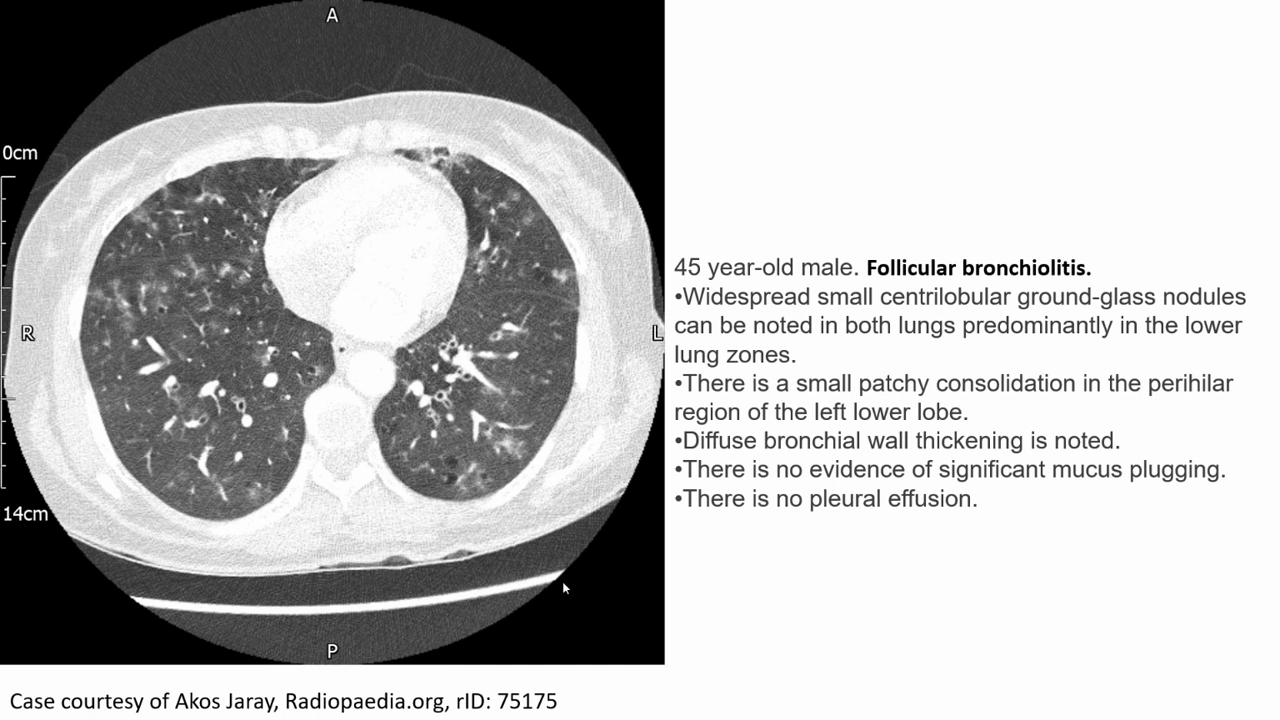 A
0cm
R
L
14cm
P
45 year-old male. Follicular bronchiolitis.
•Widespread small centrilobular ground-glass nodules
can be noted in both lungs predominantly in the lower
lung zones.
•There is a small patchy consolidation in the perihilar
region of the left lower lobe.
•Diffuse bronchial wall thickening is noted.
•There is no evidence of significant mucus plugging.
•There is no pleural effusion.
Case courtesy of Akos Jaray, Radiopaedia.org, rID: 75175